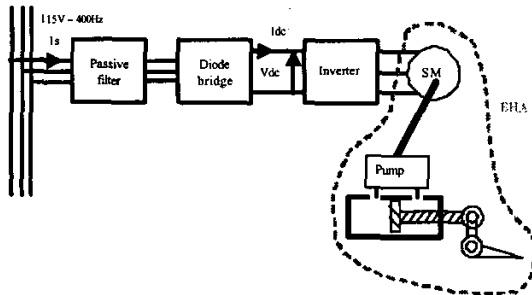 115V - 400Hz
Is
Passive
filter
Diode
bridge
Idc
Vdc
Inverter
SM
EHA
Pump